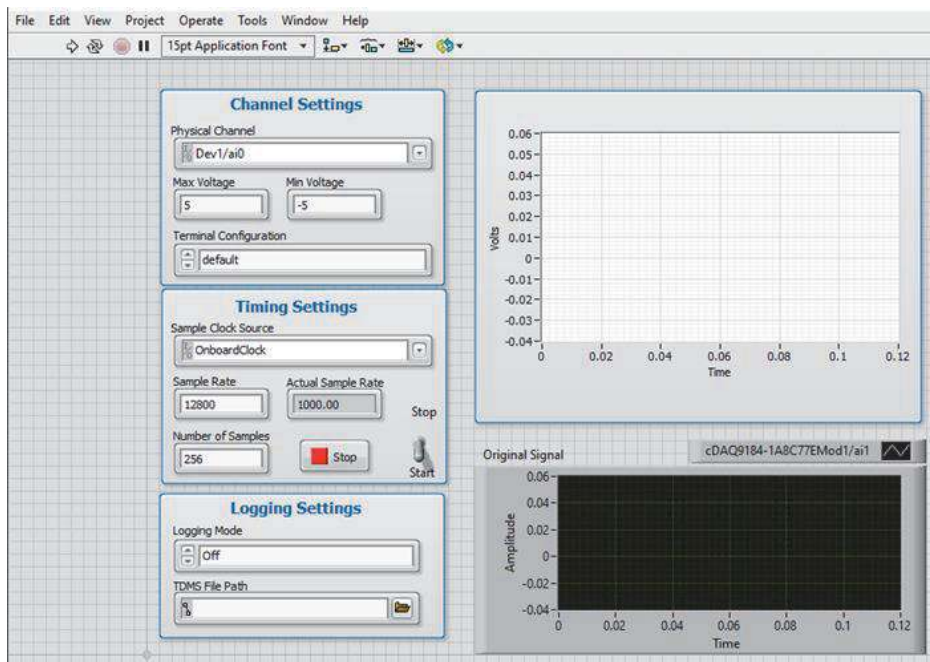 File Edit View Project Operate Tools Window Help
15pt Application Font
Channel Settings
Physical Channel
Dev1/ai0
Max Voltage Min Voltage
5 -5
Terminal Configuration
default
Timing Settings
Sample Clock Source
OnboardClock
Sample Rate Actual Sample Rate
12800 1000.00
Stop
Number of Samples
256 Stop
Start
Logging Settings
Logging Mode
Off
TDMS File Path
0.06
0.05
0.04
0.03
0.02
0.01
0
-0.01
-0.02
-0.03
-0.04
Volts
0 0.02 0.04 0.06 0.08 0.1 0.12
Time
Original Signal cDAQ9184-1A8C77EMod1/ai1
0.06
0.04
0.02
0
-0.02
-0.04
Amplitude
0 0.02 0.04 0.06 0.08 0.1 0.12
Time